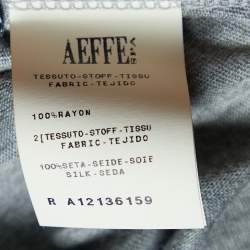 AEFFE SPA
TESSUTO-STOFF-TISSU
FABRIC-TEJIDO
100%RAYON
2[TESSUTO-STOFF-TISSU
FABRIC-TEJIDO
100%SETA-SEIDE-SOIE
SILK-SEDA
R A12136159